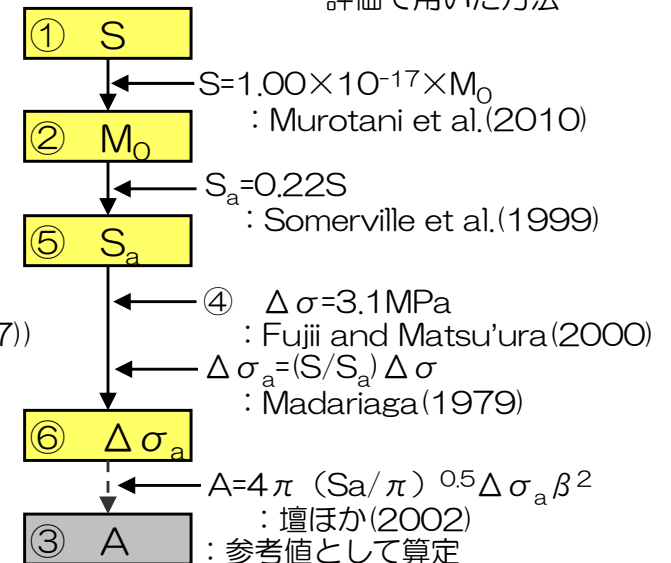 評価で用いた方法
① S
S=1.00×10⁻¹⁷×M₀
：Murotani et al.(2010)
② M₀
Sₐ=0.22S
：Somerville et al.(1999)
⑤ Sₐ
④ Δσ=3.1MPa
7))
：Fujii and Matsu'ura(2000)
Δσₐ=(S/Sₐ)Δσ
：Madariaga(1979)
⑥ Δσₐ
A=4π（Sa/π）⁰·⁵Δσₐβ²
：壇ほか(2002)
③ A
：参考値として算定